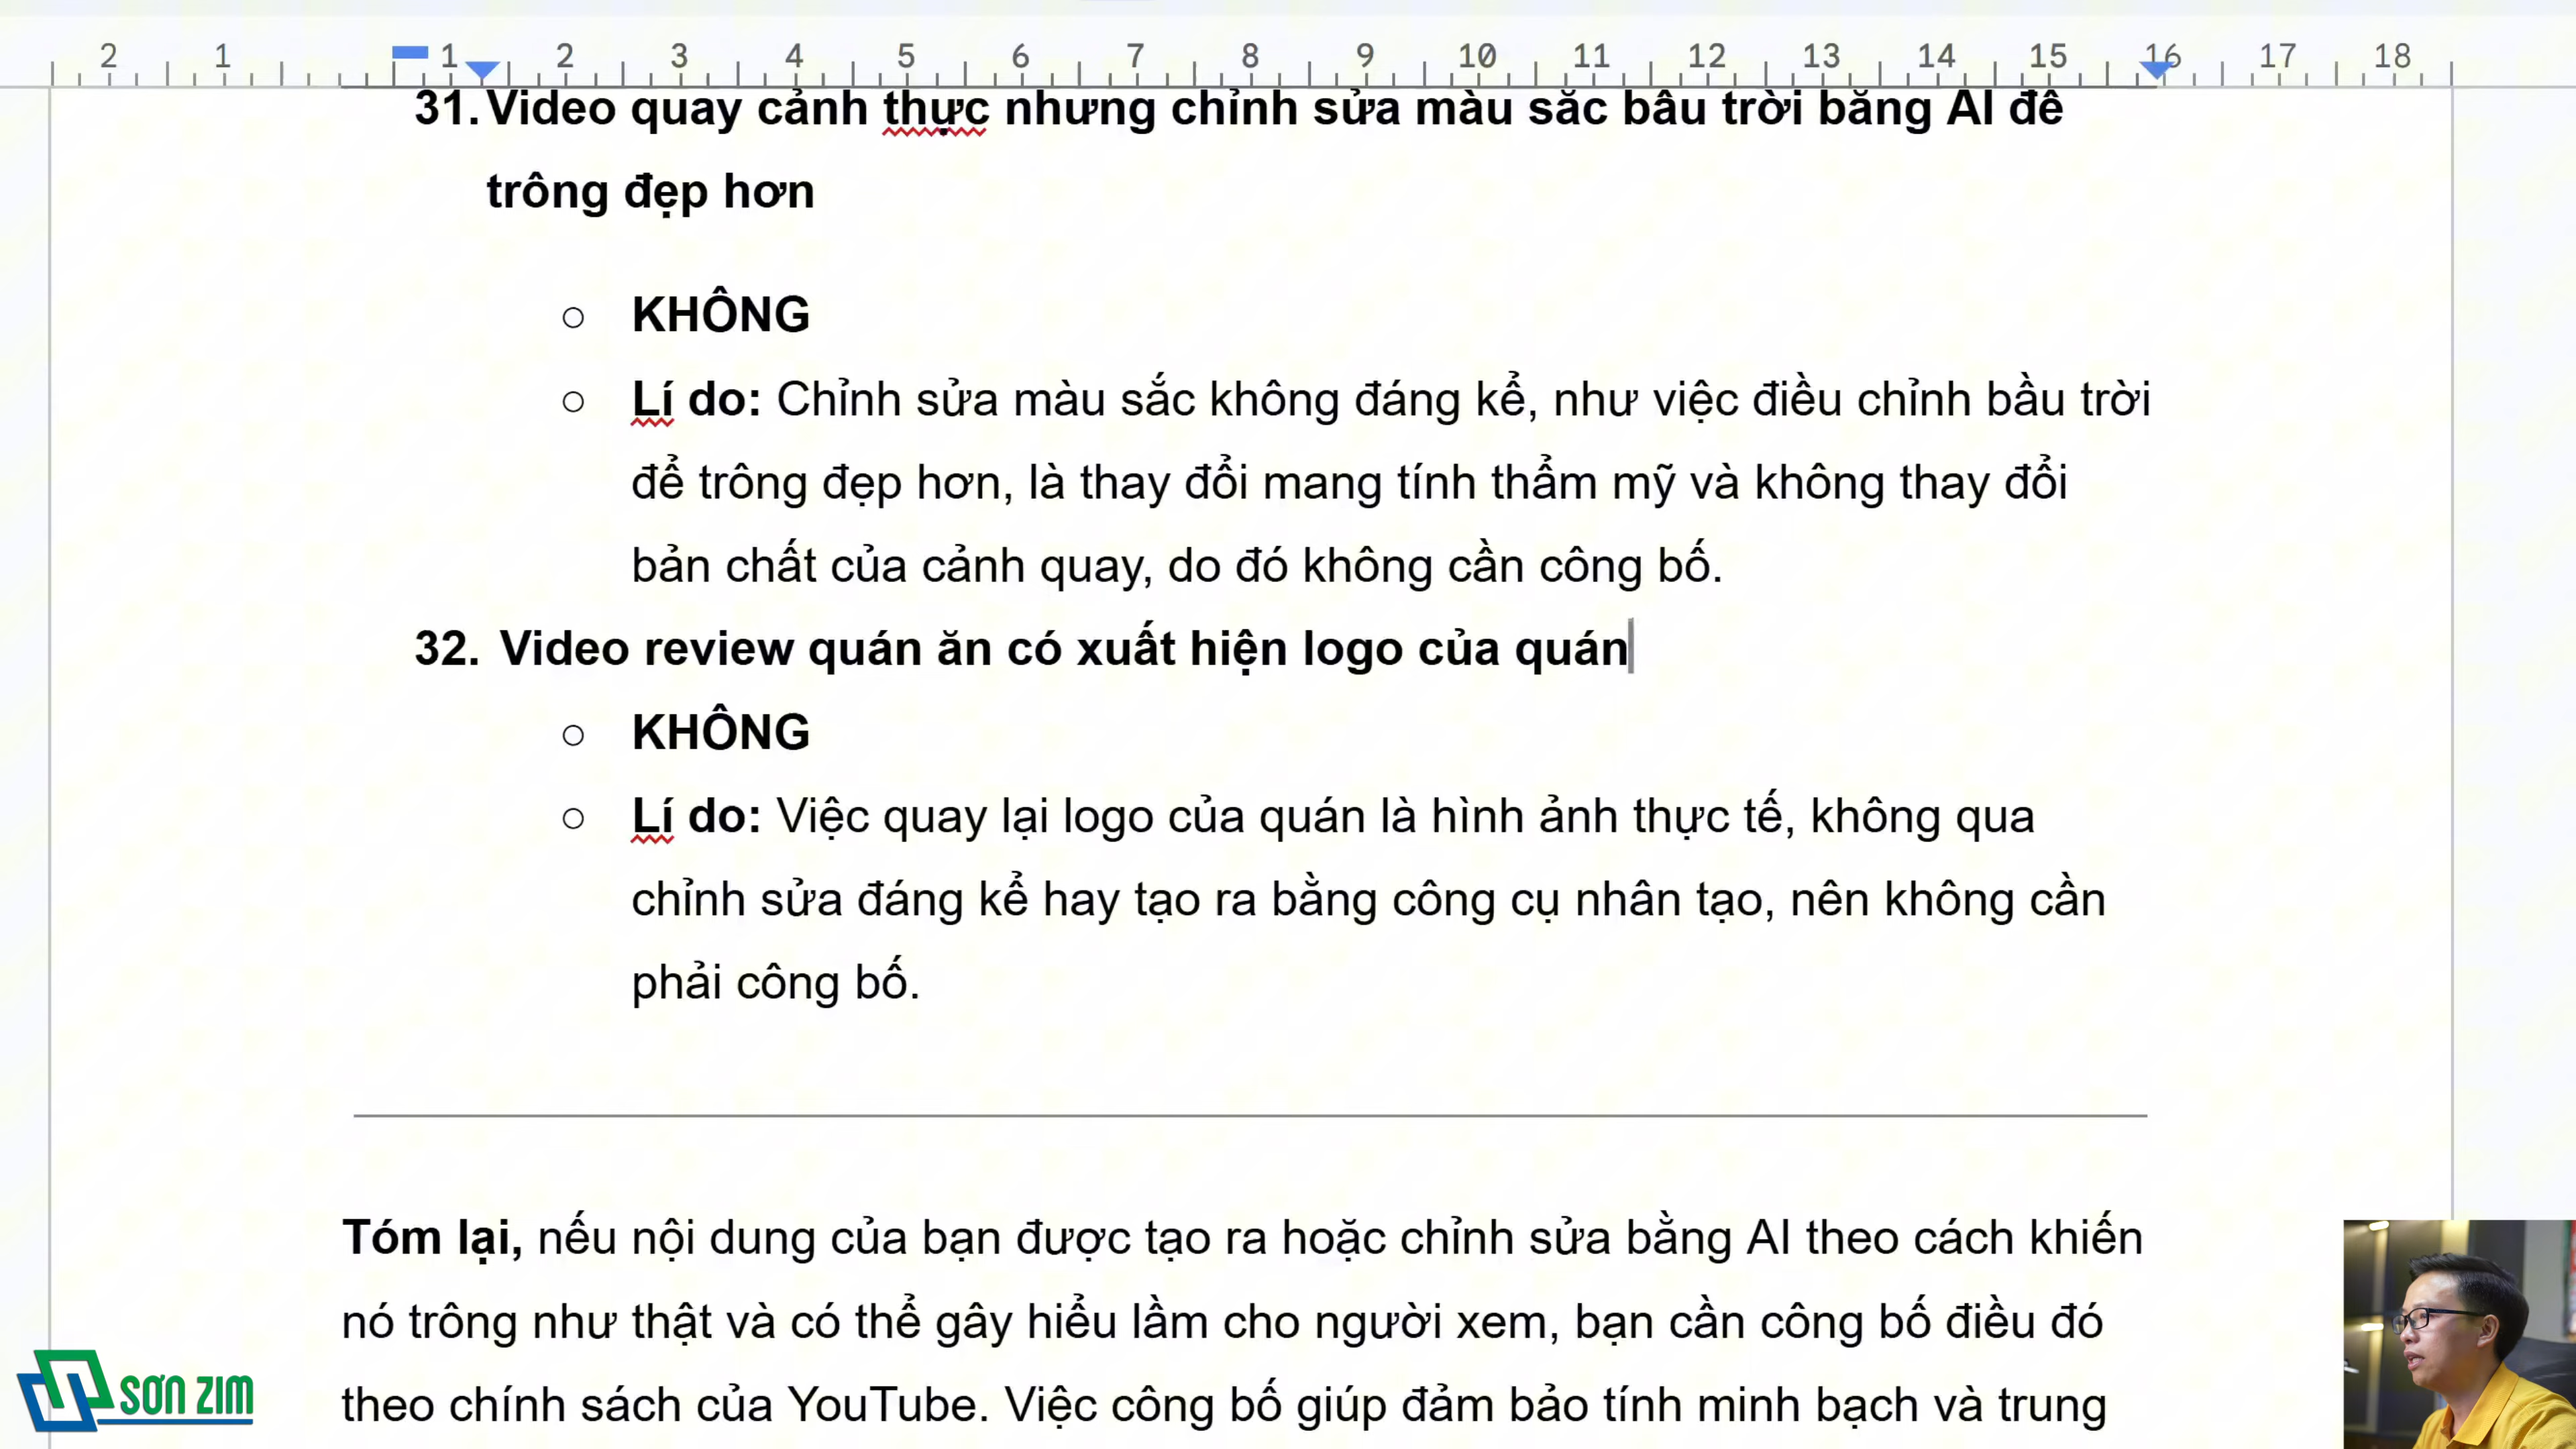 2 1 1 2 3 4 5 6 7 8 9 10 11 12 13 14 15 16 17 18
31. Video quay cảnh thực nhưng chỉnh sửa màu sắc bầu trời bằng AI để
trông đẹp hơn
○ KHÔNG
○ Lí do: Chỉnh sửa màu sắc không đáng kể, như việc điều chỉnh bầu trời
để trông đẹp hơn, là thay đổi mang tính thẩm mỹ và không thay đổi
bản chất của cảnh quay, do đó không cần công bố.
32. Video review quán ăn có xuất hiện logo của quán
○ KHÔNG
○ Lí do: Việc quay lại logo của quán là hình ảnh thực tế, không qua
chỉnh sửa đáng kể hay tạo ra bằng công cụ nhân tạo, nên không cần
phải công bố.
Tóm lại, nếu nội dung của bạn được tạo ra hoặc chỉnh sửa bằng AI theo cách khiến
nó trông như thật và có thể gây hiểu lầm cho người xem, bạn cần công bố điều đó
theo chính sách của YouTube. Việc công bố giúp đảm bảo tính minh bạch và trung
SƠN ZIM